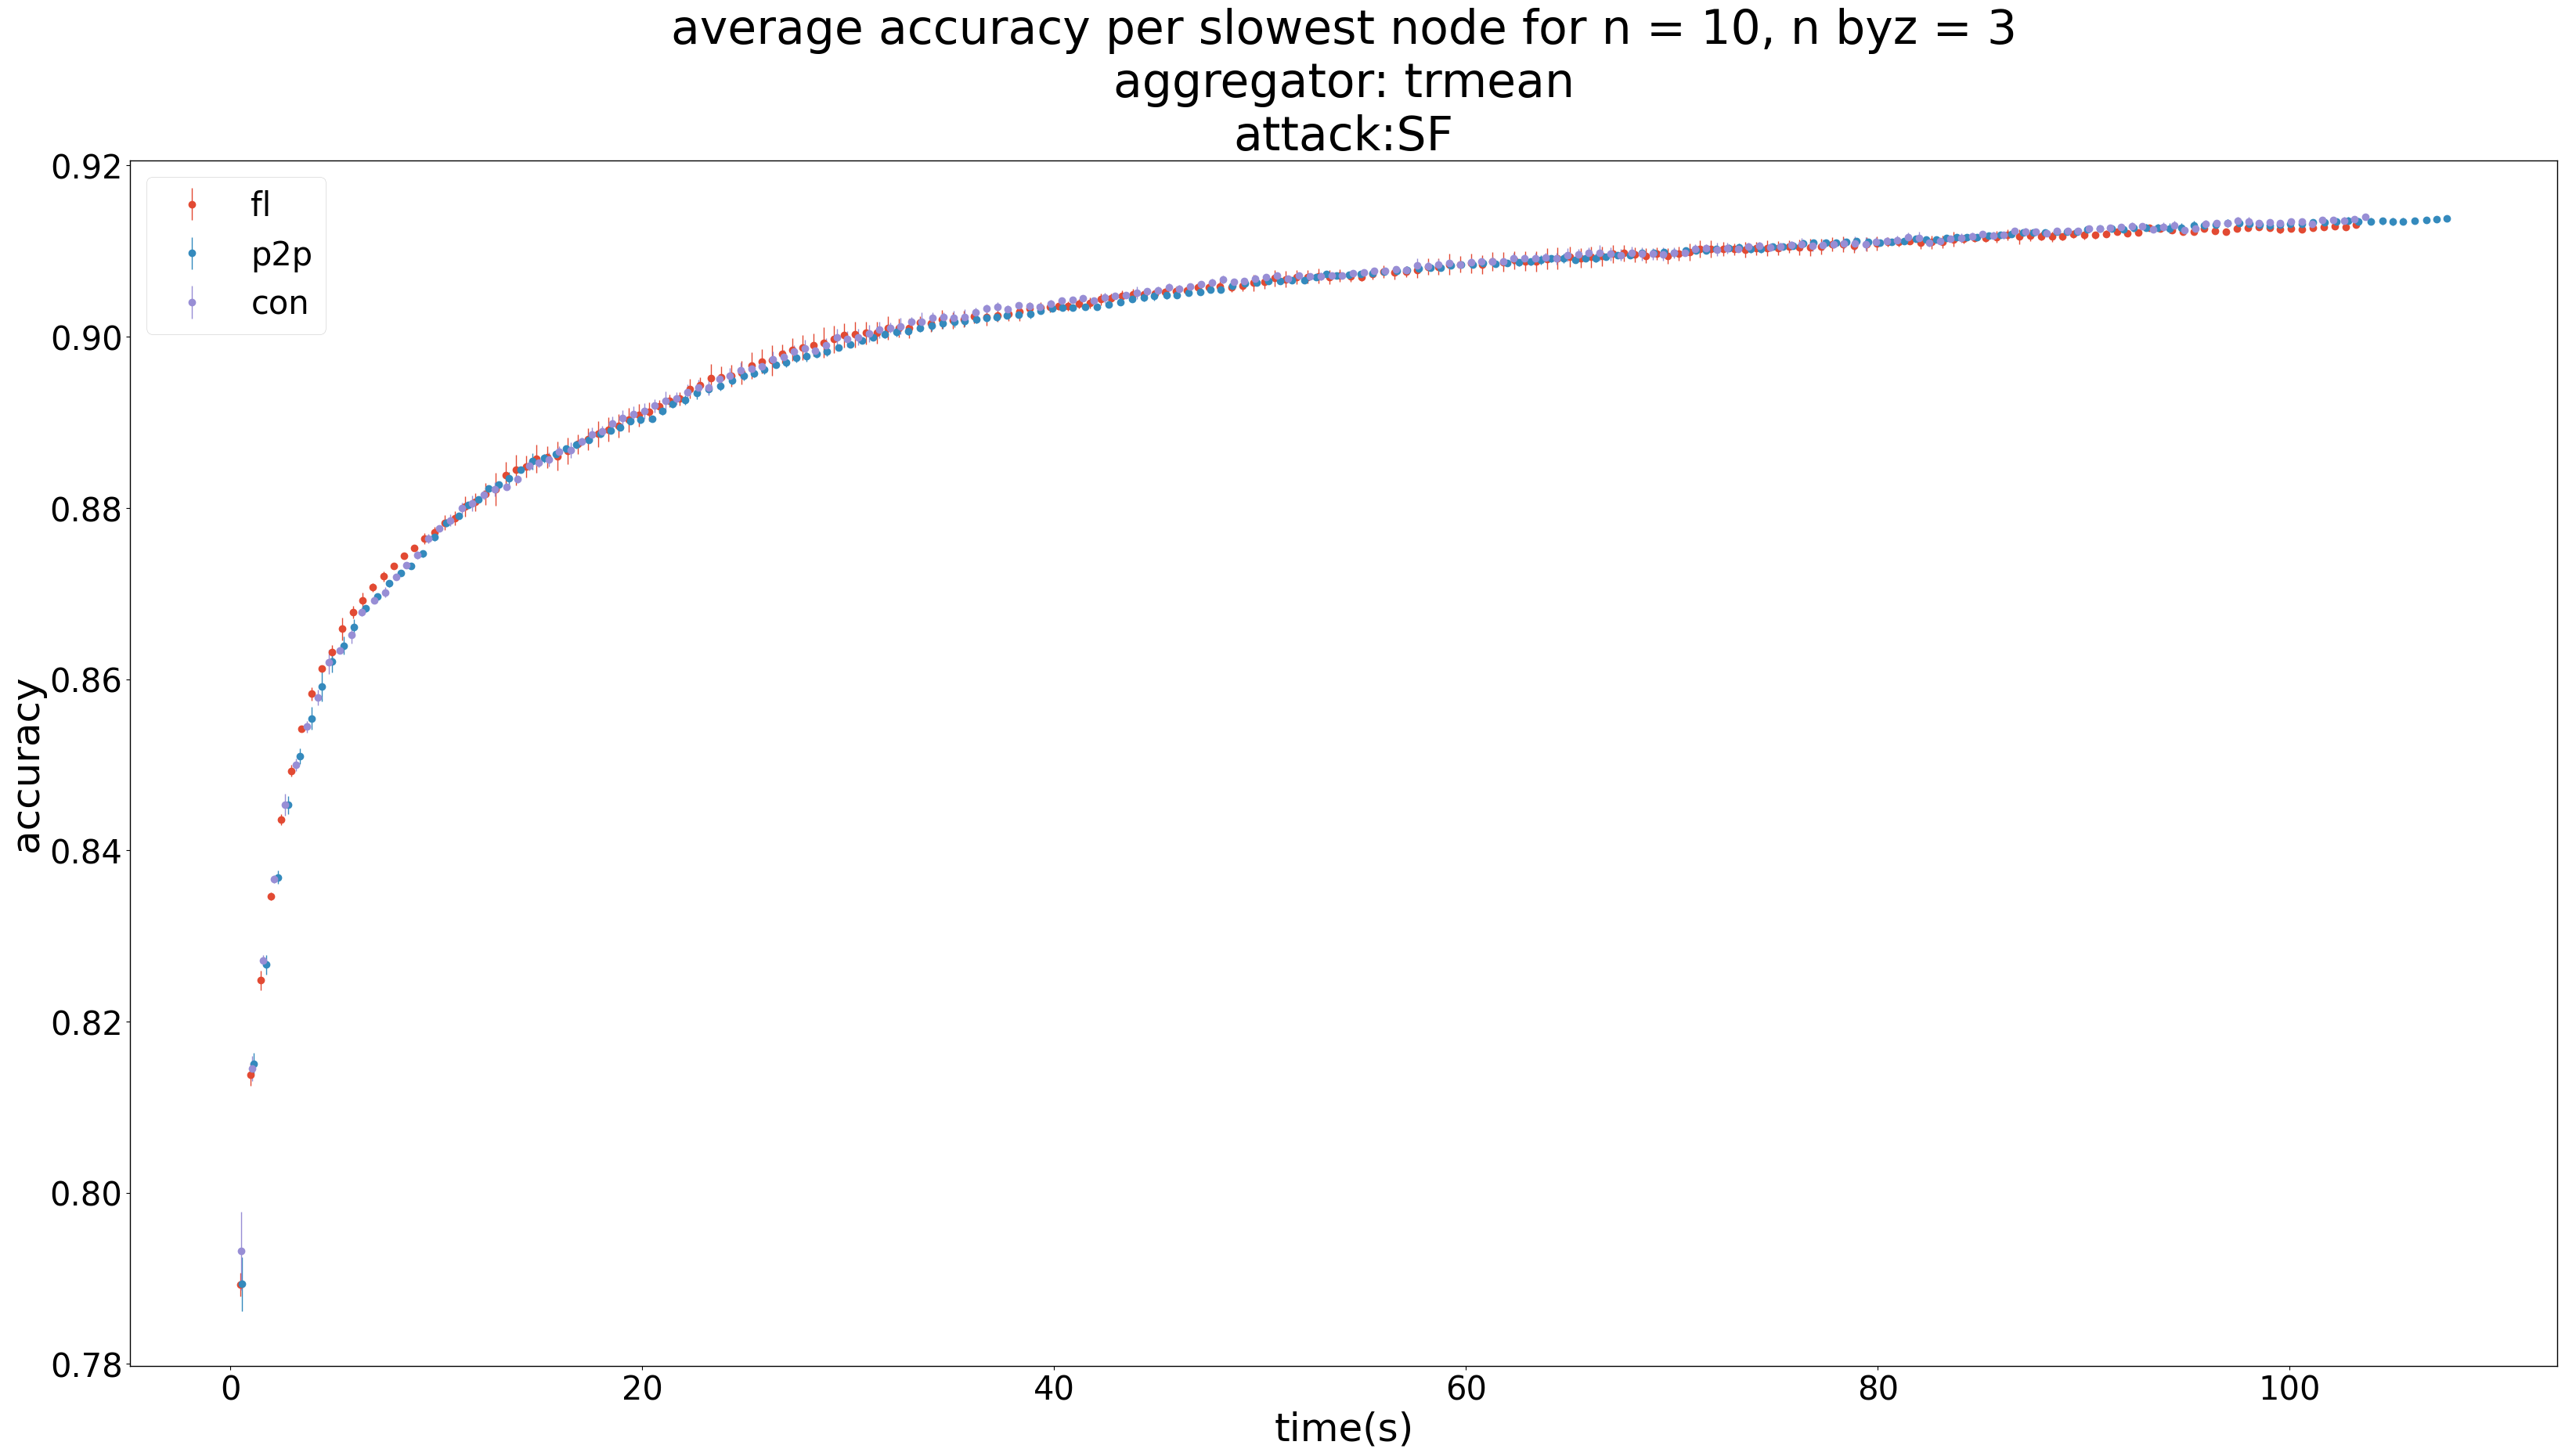 average accuracy per slowest node for n = 10, n byz = 3
aggregator: trmean
attack:SF
0.92
0.90
0.88
0.86
0.84
0.82
0.80
0.78
accuracy
fl
p2p
con
0
20
40
60
80
100
time(s)